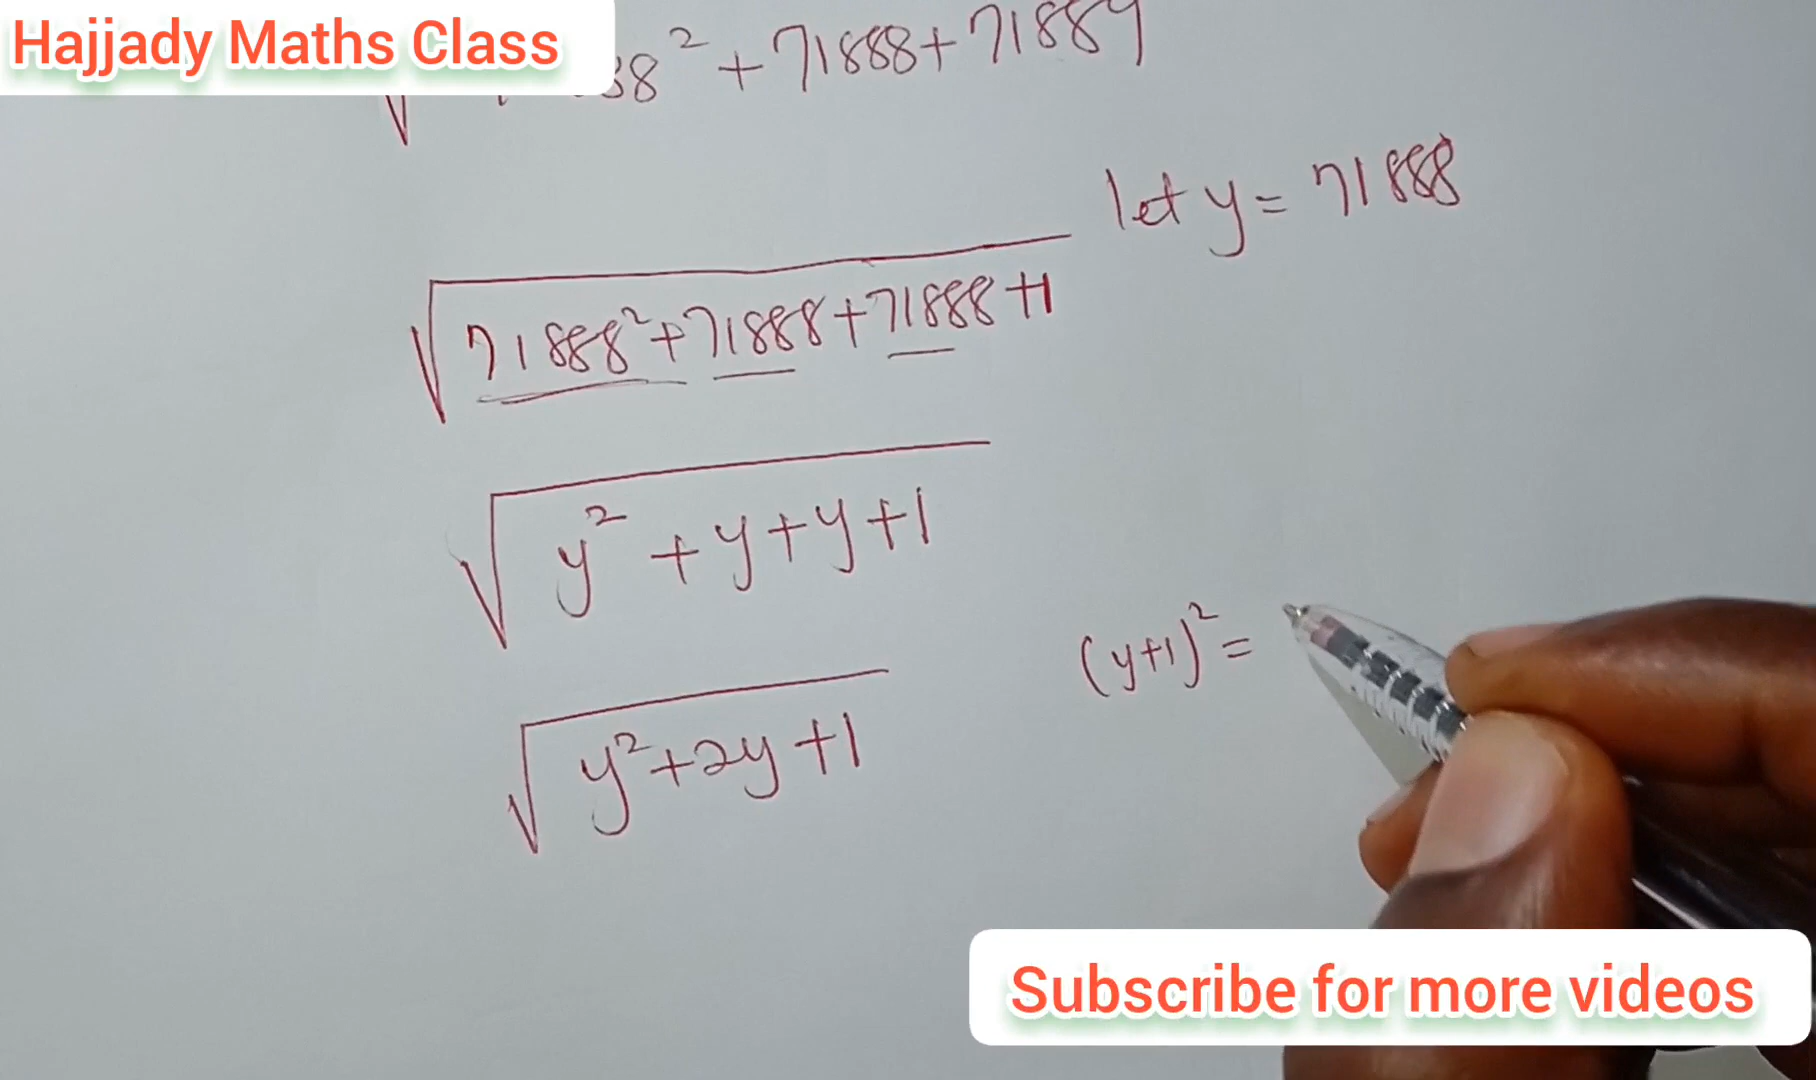 Hajjady Maths Class
88² + 71888 + 71889
let y = 71888
√71888² + 71888 + 71888 + 1
√y² + y + y + 1
(y+1)² =
√y² + 2y + 1
Subscribe for more videos